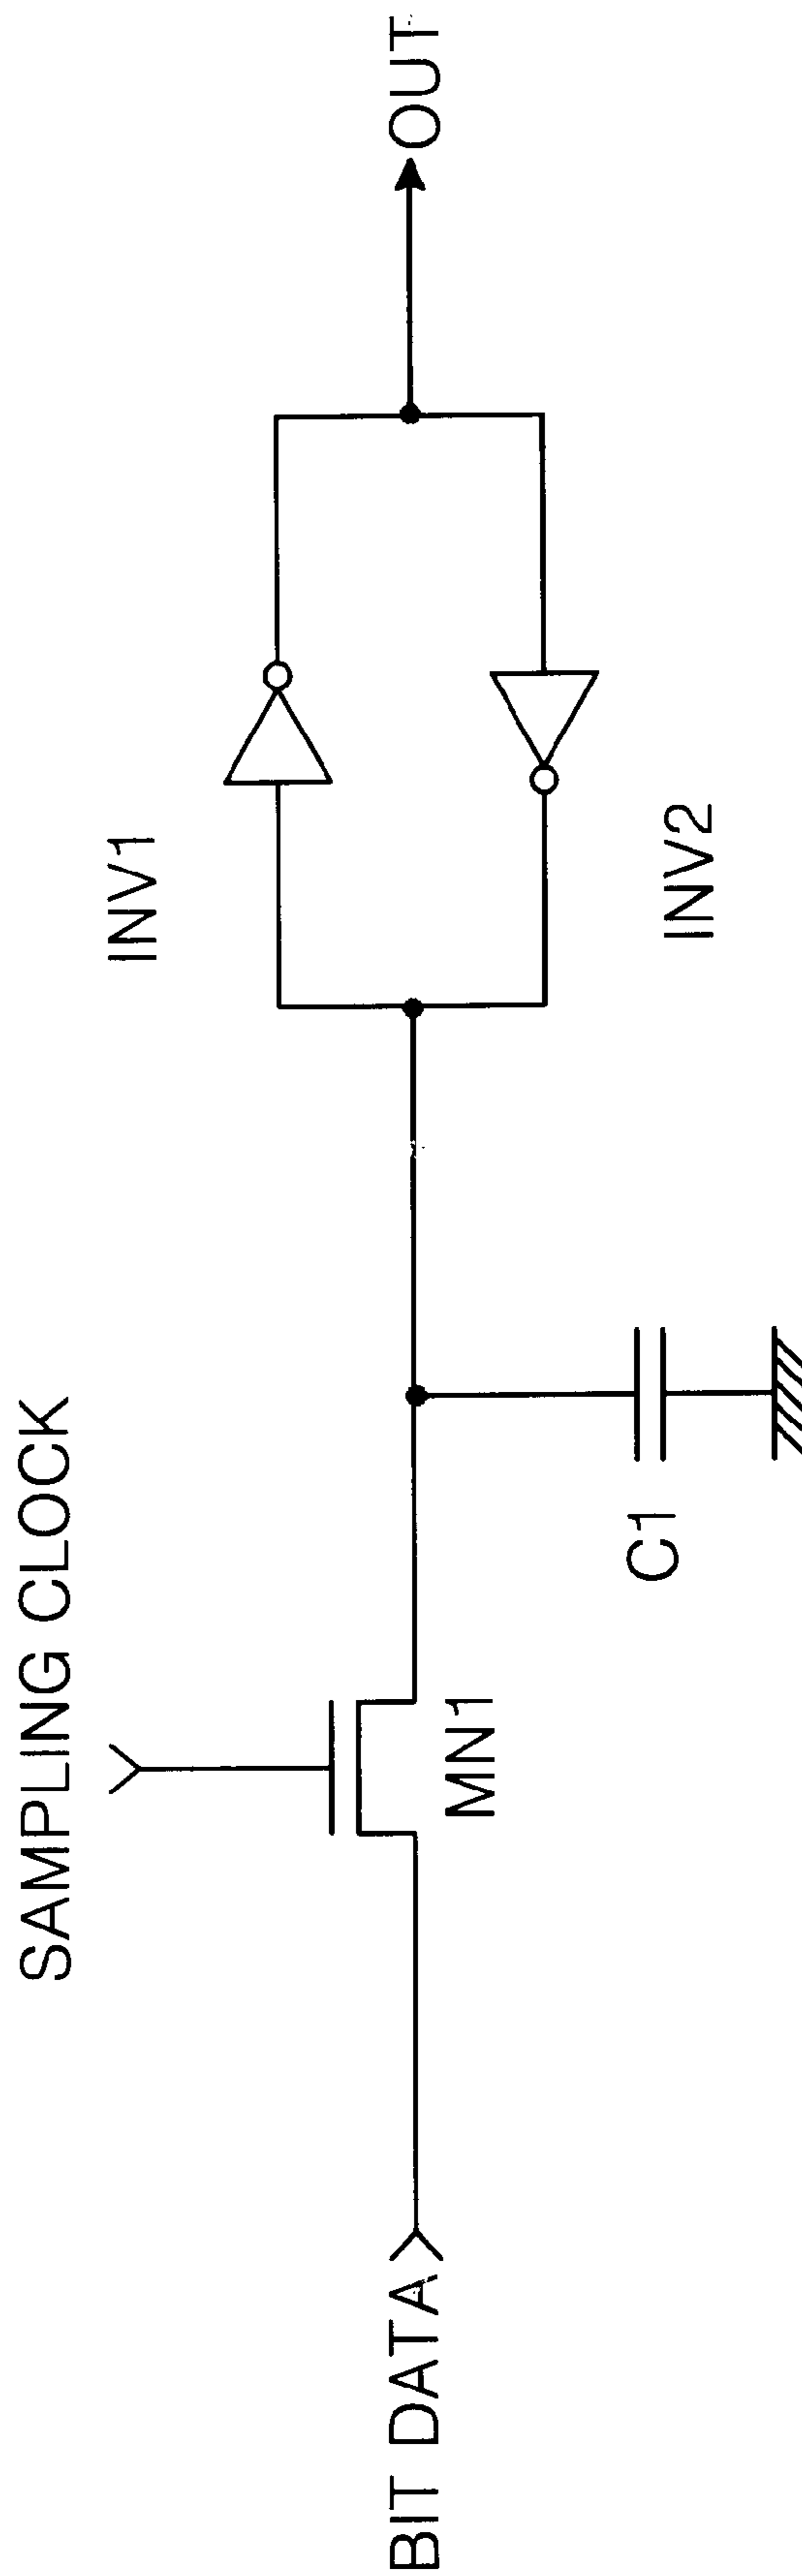 SAMPLING CLOCK
BIT DATA
MN1
C1
INV1
INV2
OUT